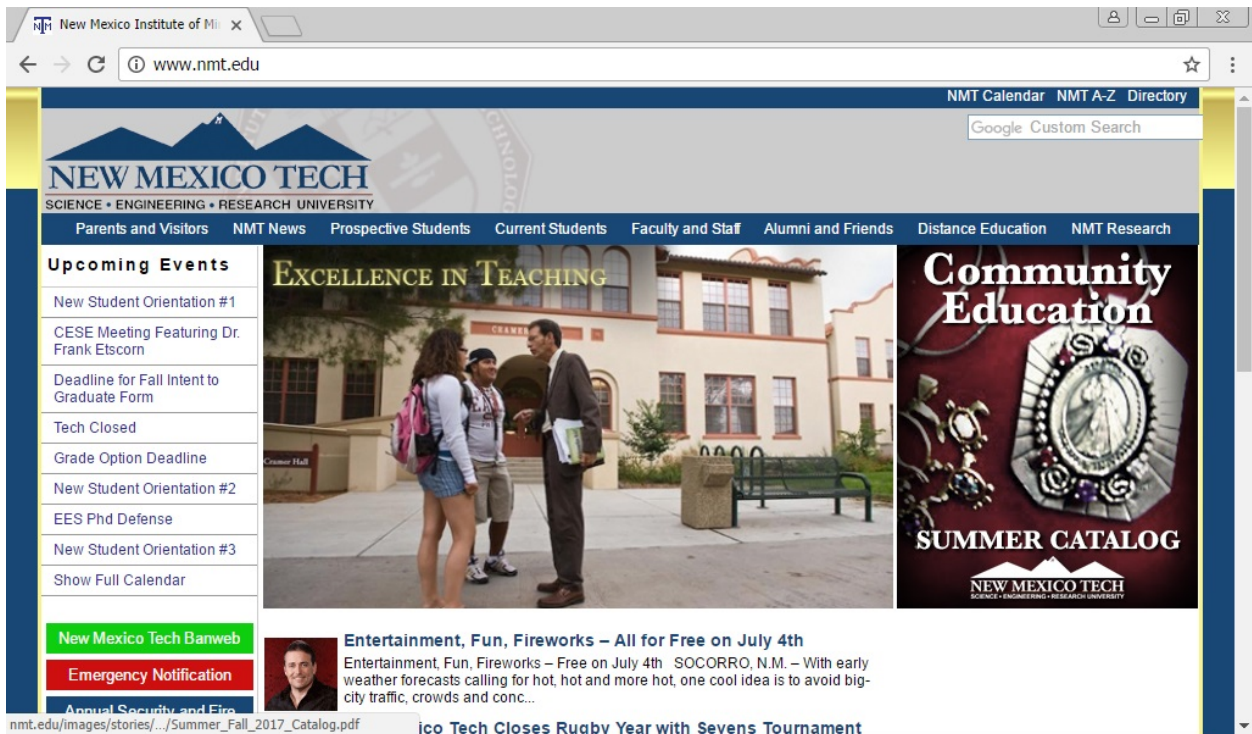 New Mexico Institute of Mi
www.nmt.edu
NMT Calendar NMT A-Z Directory
Google Custom Search
NEW MEXICO TECH
SCIENCE • ENGINEERING • RESEARCH UNIVERSITY
Parents and Visitors NMT News Prospective Students Current Students Faculty and Staff Alumni and Friends Distance Education NMT Research
Upcoming Events
New Student Orientation #1
CESE Meeting Featuring Dr.
Frank Etscorn
Deadline for Fall Intent to
Graduate Form
Tech Closed
Grade Option Deadline
New Student Orientation #2
EES Phd Defense
New Student Orientation #3
Show Full Calendar
New Mexico Tech Banweb
Emergency Notification
Annual Security and Fire
EXCELLENCE IN TEACHING
Cramer Hall
Community
Education
SUMMER CATALOG
NEW MEXICO TECH
SCIENCE • ENGINEERING • RESEARCH UNIVERSITY
Entertainment, Fun, Fireworks – All for Free on July 4th
Entertainment, Fun, Fireworks – Free on July 4th SOCORRO, N.M. – With early
weather forecasts calling for hot, hot and more hot, one cool idea is to avoid big-
city traffic, crowds and conc...
ico Tech Closes Rugby Year with Sevens Tournament
nmt.edu/images/stories/.../Summer_Fall_2017_Catalog.pdf